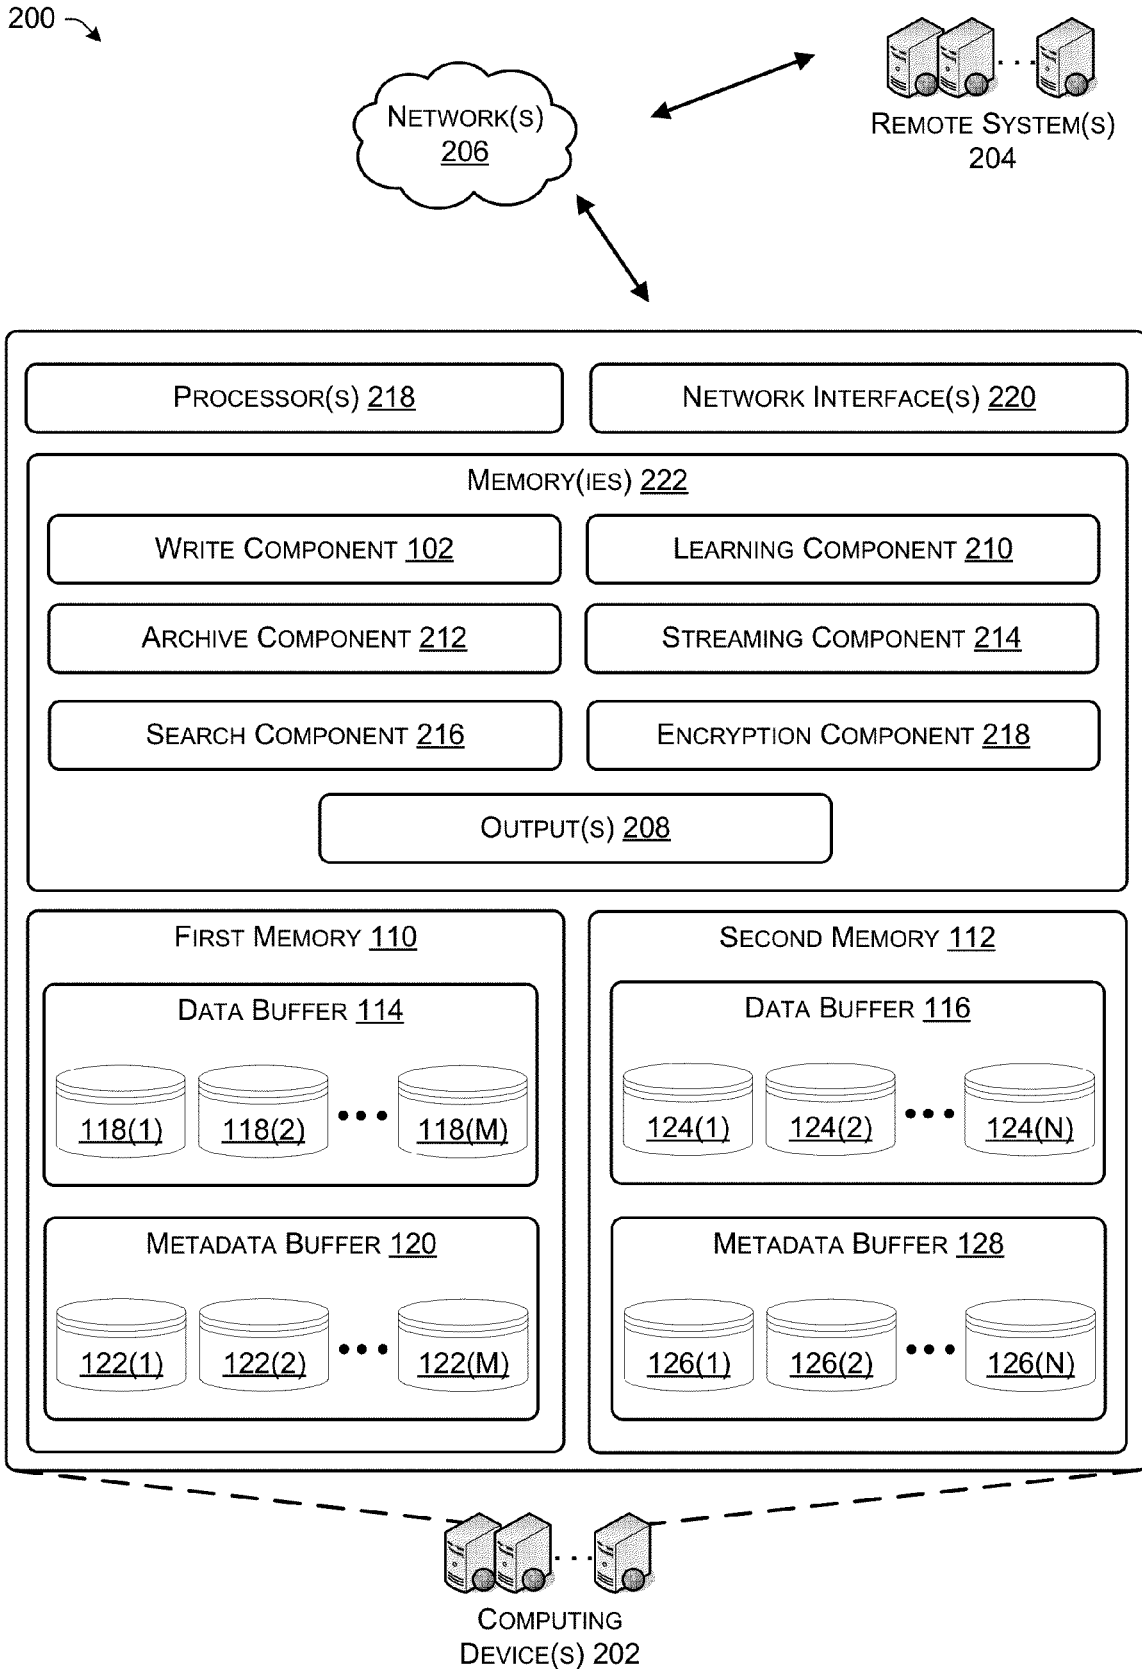 200
NETWORK(S)
206
REMOTE SYSTEM(S)
204
PROCESSOR(S) 218
NETWORK INTERFACE(S) 220
MEMORY(IES) 222
WRITE COMPONENT 102
LEARNING COMPONENT 210
ARCHIVE COMPONENT 212
STREAMING COMPONENT 214
SEARCH COMPONENT 216
ENCRYPTION COMPONENT 218
OUTPUT(S) 208
FIRST MEMORY 110
DATA BUFFER 114
118(1) 118(2) ••• 118(M)
METADATA BUFFER 120
122(1) 122(2) ••• 122(M)
SECOND MEMORY 112
DATA BUFFER 116
124(1) 124(2) ••• 124(N)
METADATA BUFFER 128
126(1) 126(2) ••• 126(N)
COMPUTING
DEVICE(S) 202